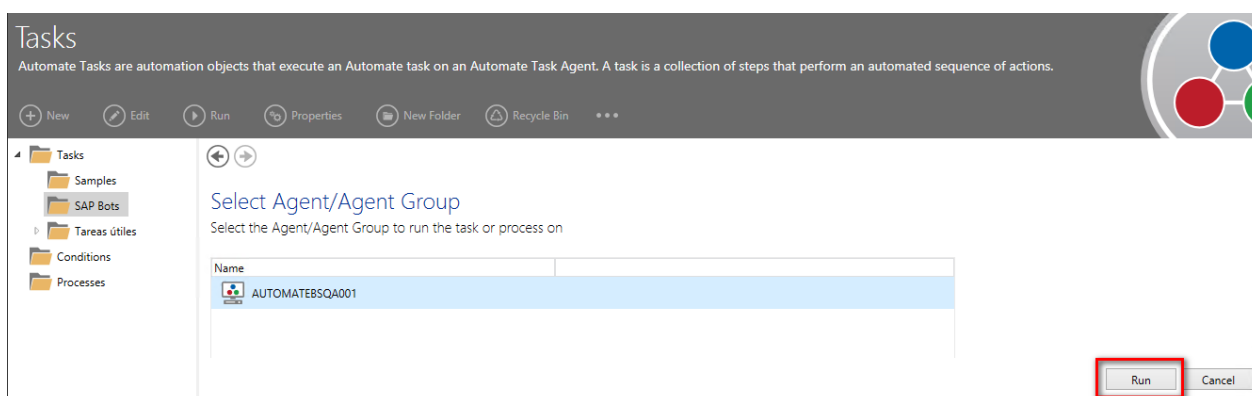 Tasks
Automate Tasks are automation objects that execute an Automate task on an Automate Task Agent. A task is a collection of steps that perform an automated sequence of actions.
New Edit Run Properties New Folder Recycle Bin
Tasks
Samples
SAP Bots
Tareas útiles
Conditions
Processes
Select Agent/Agent Group
Select the Agent/Agent Group to run the task or process on
Name
AUTOMATEBSQA001
Run Cancel